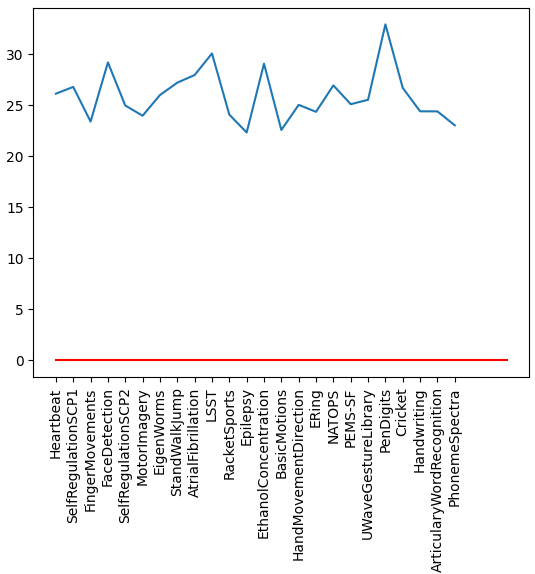 30
25
20
15
10
5
0
Heartbeat
SelfRegulationSCP1
FingerMovements
FaceDetection
SelfRegulationSCP2
MotorImagery
EigenWorms
StandWalkJump
AtrialFibrillation
LSST
RacketSports
Epilepsy
EthanolConcentration
BasicMotions
HandMovementDirection
ERing
NATOPS
PEMS-SF
UWaveGestureLibrary
PenDigits
Cricket
Handwriting
ArticularyWordRecognition
PhonemeSpectra